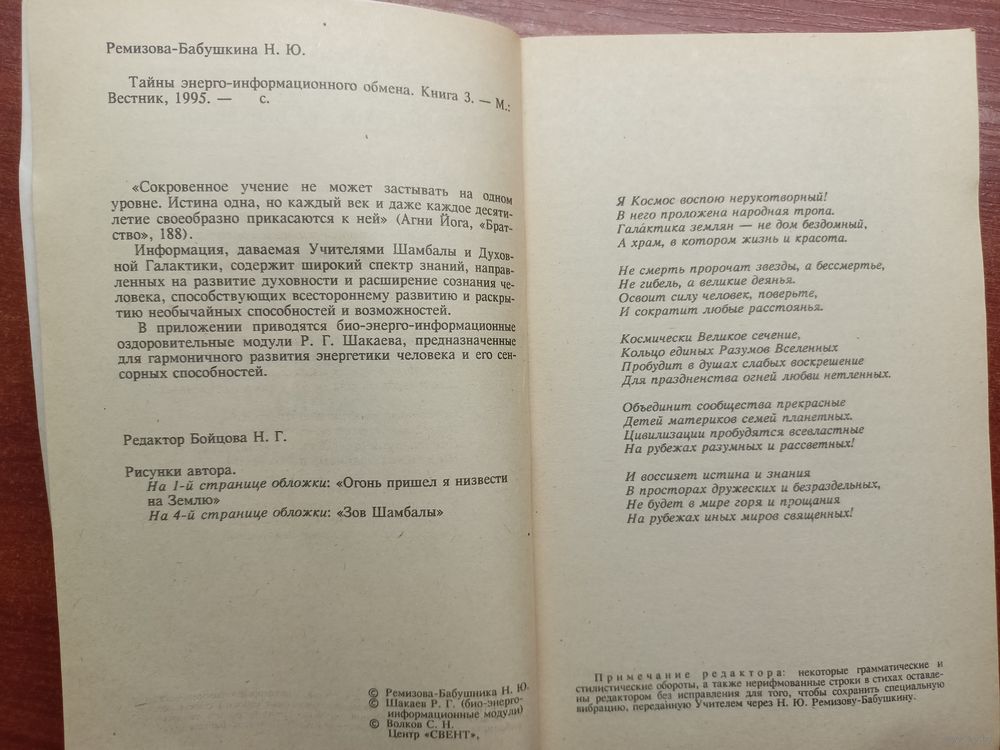 Ремизова-Бабушкина Н. Ю.
Тайны энерго-информационного обмена. Книга 3. — М.:
Вестник, 1995. — с.
«Сокровенное учение не может застывать на одном
уровне. Истина одна, но каждый век и даже каждое десяти-
летие своеобразно прикасаются к ней» (Агни Йога, «Брат-
ство», 188).
Информация, даваемая Учителями Шамбалы и Духов-
ной Галактики, содержит широкий спектр знаний, направ-
ленных на развитие духовности и расширение сознания че-
ловека, способствующих всестороннему развитию и раскры-
тию необычайных способностей и возможностей.
В приложении приводятся био-энерго-информационные
оздоровительные модули Р. Г. Шакаева, предназначенные
для гармоничного развития энергетики человека и его сен-
сорных способностей.
Редактор Бойцова Н. Г.
Рисунки автора.
На 1-й странице обложки: «Огонь пришел я низвести
на Землю»
На 4-й странице обложки: «Зов Шамбалы»
© Ремизова-Бабушника Н. Ю.
© Шакаев Р. Г. (био-энерго-
информационные модули)
© Волков С. Н.
Центр «СВЕНТ»,
Я Космос воспою нерукотворный!
В него проложена народная тропа.
Галактика землян — не дом бездомный,
А храм, в котором жизнь и красота.
Не смерть пророчат звезды, а бессмертье,
Не гибель, а великие деянья.
Освоит силу человек, поверьте,
И сократит любые расстоянья.
Космически Великое сечение,
Кольцо единых Разумов Вселенных
Пробудит в душах слабых воскрешение
Для праздненства огней любви нетленных.
Объединит сообщества прекрасные
Детей материков семей планетных.
Цивилизации пробудятся всевластные
На рубежах разумных и рассветных!
И воссияет истина и знания
В просторах дружеских и безраздельных,
Не будет в мире горя и прощания
На рубежах иных миров священных!
Примечание редактора: некоторые грамматические и
стилистические обороты, а также нерифмованные строки в стихах оставле-
ны редактором без исправления для того, чтобы сохранить специальную
вибрацию, переданную Учителем через Н. Ю. Ремизову-Бабушкину.